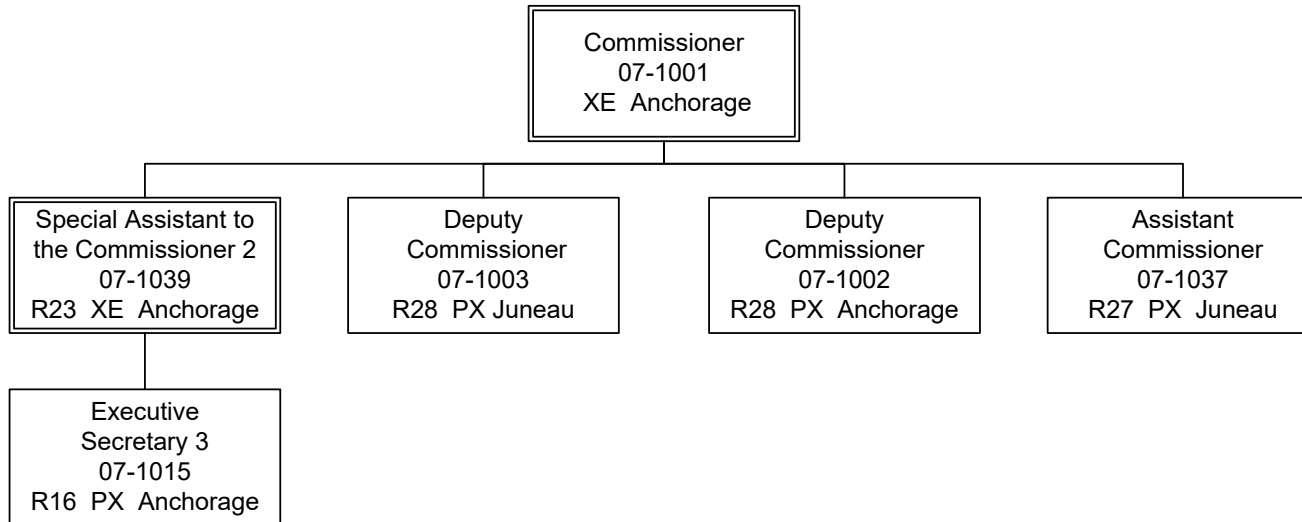 Commissioner
07-1001
XE  Anchorage
Special Assistant to
the Commissioner 2
07-1039
R23  XE  Anchorage
Deputy
Commissioner
07-1003
R28  PX Juneau
Deputy
Commissioner
07-1002
R28  PX  Anchorage
Assistant
Commissioner
07-1037
R27  PX Juneau
Executive
Secretary 3
07-1015
R16  PX  Anchorage